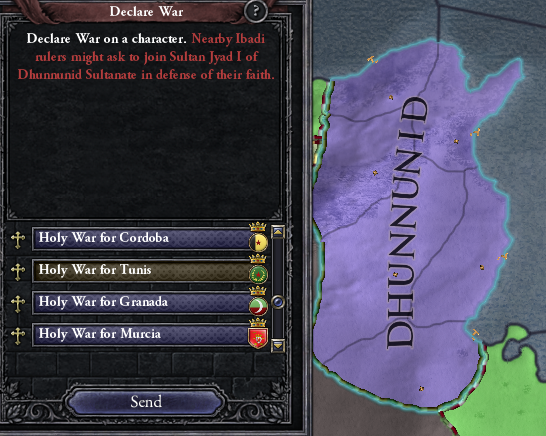 Declare War
?
Declare War on a character. Nearby Ibadi
rulers might ask to join Sultan Jyad I of
Dhunnunid Sultanate in defense of their faith.
Holy War for Cordoba
Holy War for Tunis
Holy War for Granada
Holy War for Murcia
Send
DHUNNUNID